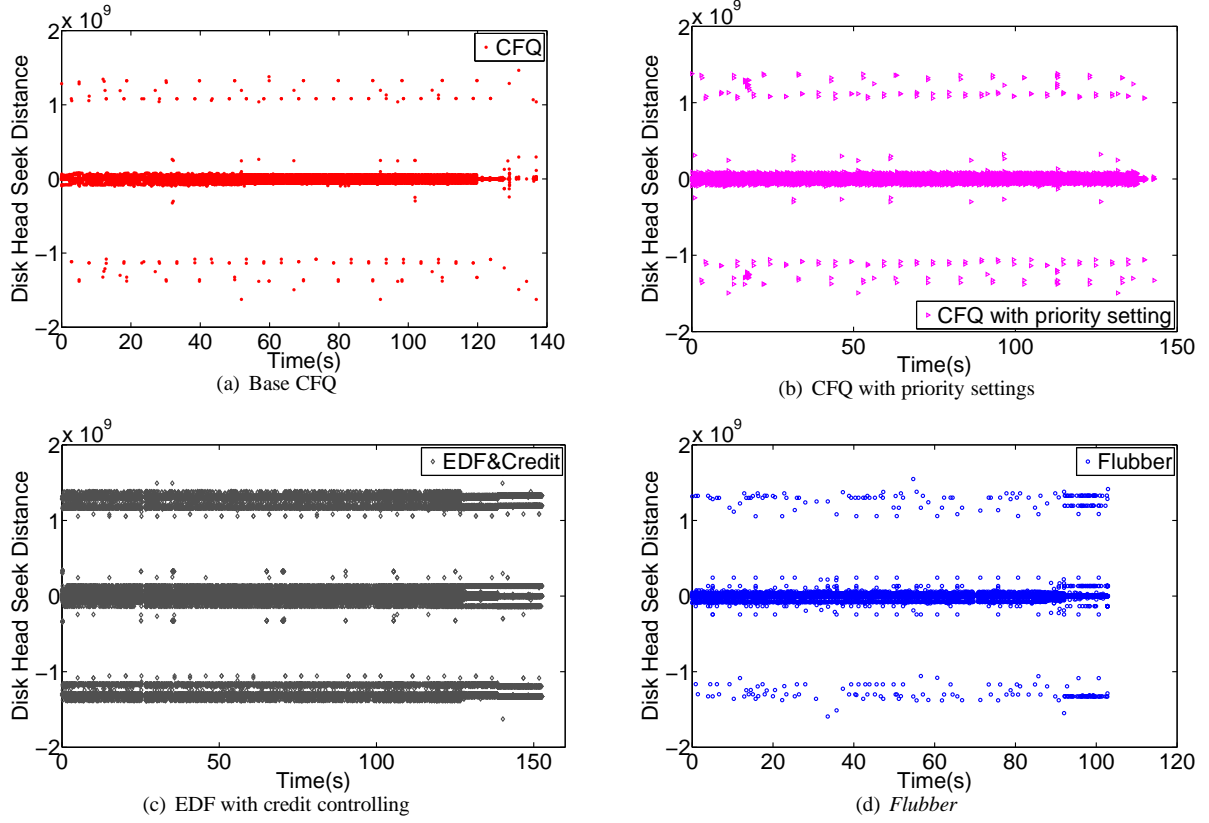 2 x 10^9
CFQ
1
0
−1
−2
Disk Head Seek Distance
0 20 40 60 80 100 120 140
Time(s)
(a) Base CFQ
2 x 10^9
1
0
−1
−2
Disk Head Seek Distance
CFQ with priority setting
0 50 100 150
Time(s)
(b) CFQ with priority settings
2 x 10^9
EDF&Credit
1
0
−1
−2
Disk Head Seek Distance
0 50 100 150
Time(s)
(c) EDF with credit controlling
2 x 10^9
Flubber
1
0
−1
−2
Disk Head Seek Distance
0 20 40 60 80 100 120
Time(s)
(d) Flubber